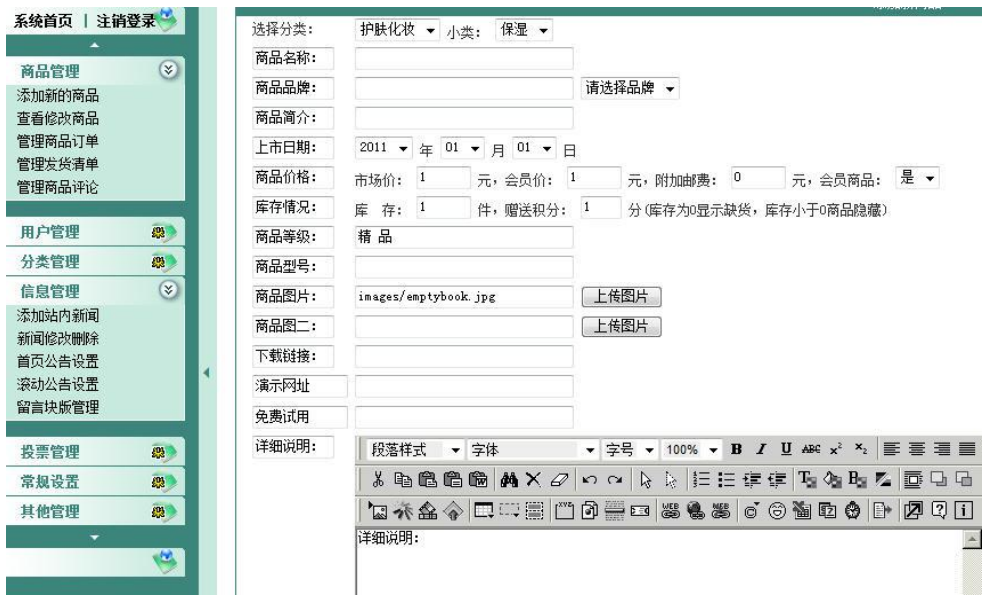 系统首页 | 注销登录
商品管理
添加新的商品
查看修改商品
管理商品订单
管理发货清单
管理商品评论
用户管理
分类管理
信息管理
添加站内新闻
新闻修改删除
首页公告设置
滚动公告设置
留言块版管理
投票管理
常规设置
其他管理
选择分类: 护肤化妆 小类: 保湿
商品名称:
商品品牌: 请选择品牌
商品简介:
上市日期: 2011 年 01 月 01 日
商品价格: 市场价: 1 元,会员价: 1 元,附加邮费: 0 元,会员商品: 是
库存情况: 库 存: 1 件,赠送积分: 1 分(库存为0显示缺货,库存小于0商品隐藏)
商品等级: 精 品
商品型号:
商品图片: images/emptybook.jpg 上传图片
商品图二: 上传图片
下载链接:
演示网址
免费试用
详细说明: 段落样式 字体 字号 100% B I U ABC x² x₂
详细说明: